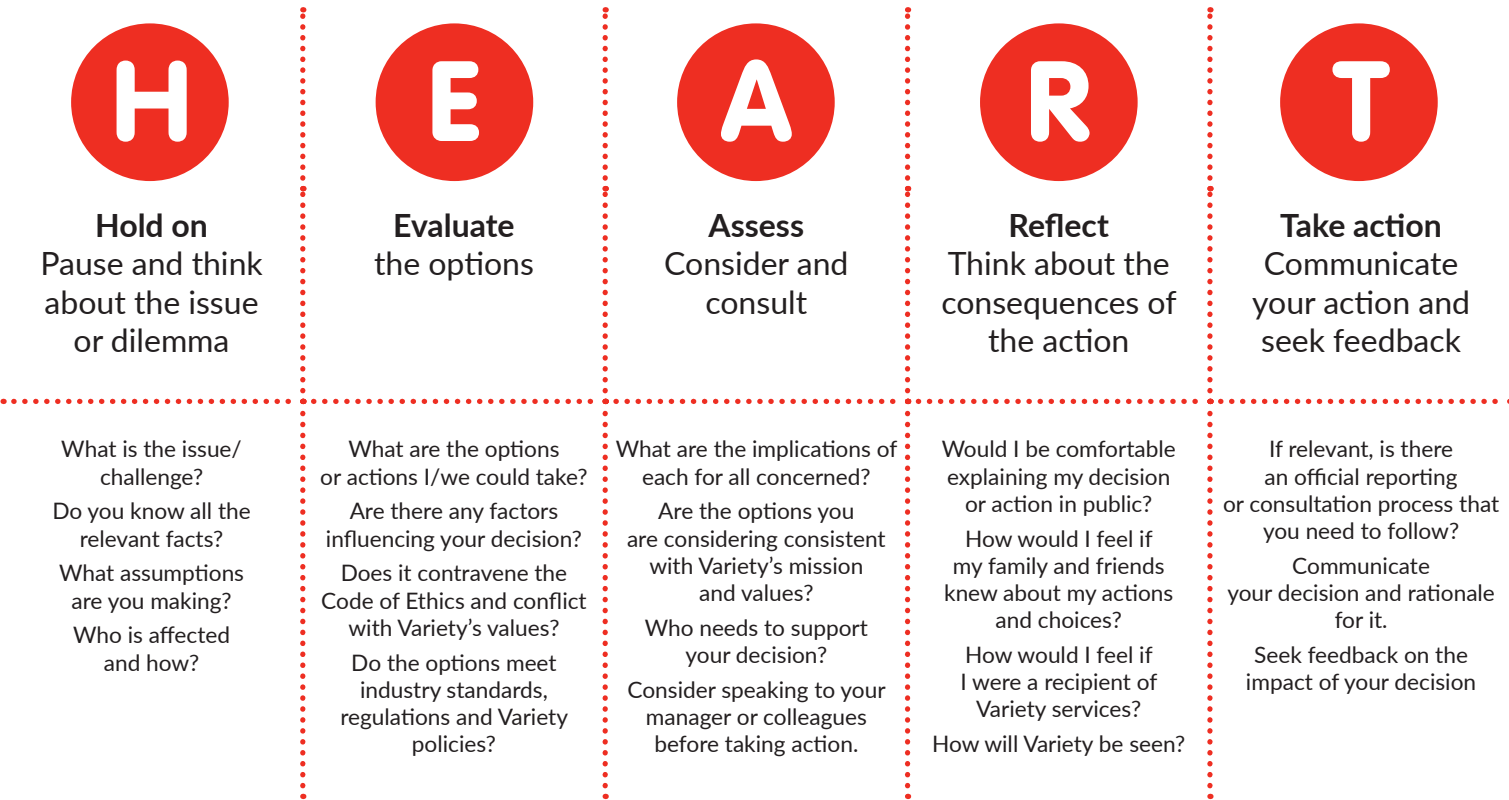 H
Hold on
Pause and think
about the issue
or dilemma
What is the issue/
challenge?
Do you know all the
relevant facts?
What assumptions
are you making?
Who is affected
and how?
E
Evaluate
the options
What are the options
or actions I/we could take?
Are there any factors
influencing your decision?
Does it contravene the
Code of Ethics and conflict
with Variety's values?
Do the options meet
industry standards,
regulations and Variety
policies?
A
Assess
Consider and
consult
What are the implications of
each for all concerned?
Are the options you
are considering consistent
with Variety's mission
and values?
Who needs to support
your decision?
Consider speaking to your
manager or colleagues
before taking action.
R
Reflect
Think about the
consequences of
the action
Would I be comfortable
explaining my decision
or action in public?
How would I feel if
my family and friends
knew about my actions
and choices?
How would I feel if
I were a recipient of
Variety services?
How will Variety be seen?
T
Take action
Communicate
your action and
seek feedback
If relevant, is there
an official reporting
or consultation process that
you need to follow?
Communicate
your decision and rationale
for it.
Seek feedback on the
impact of your decision